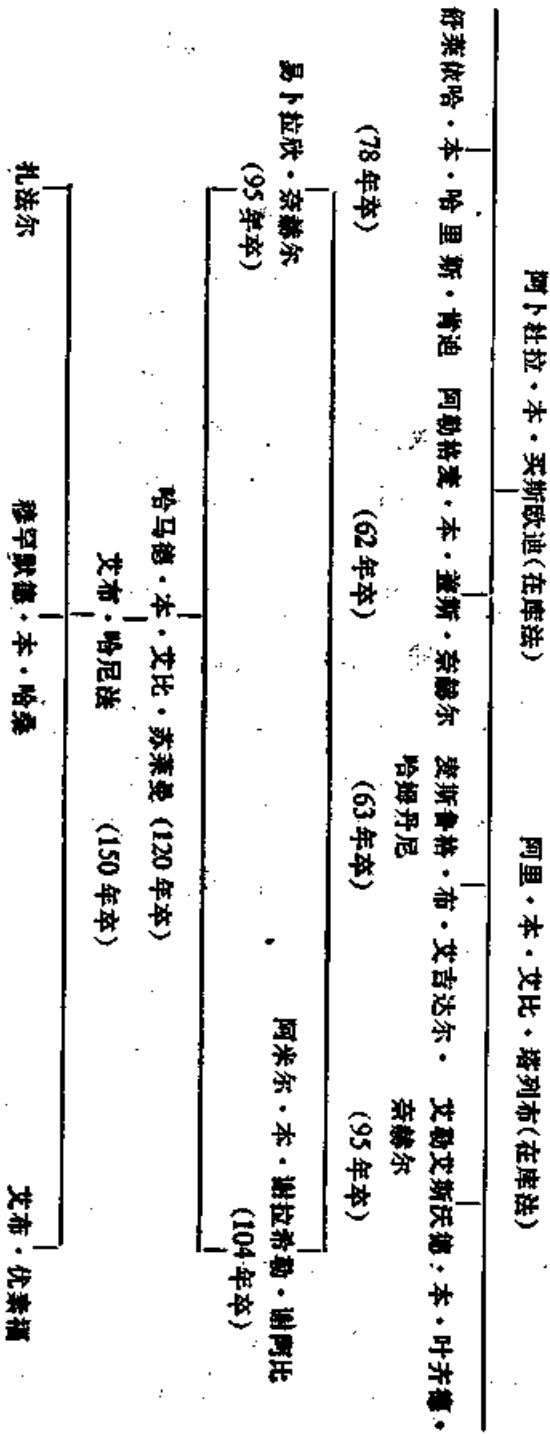 阿卜杜拉·本·买斯欧迪(在库法)
阿里·本·艾比·塔列布(在库法)
舒莱依哈·本·哈里斯·肯迪
(78年卒)
阿勒格麦·本·盖斯·奈赫尔
(62年卒)
麦斯鲁格·布·艾吉达尔·
哈姆丹尼
(63年卒)
艾勒艾斯沃德·本·叶齐德·
奈赫尔
(95年卒)
易卜拉欣·奈赫尔
(95年卒)
阿米尔·本·谢拉希勒·谢阿比
(104年卒)
哈马德·本·艾比·苏莱曼(120年卒)
艾布·哈尼法
(150年卒)
扎法尔
穆罕默德·本·哈桑
艾布·优素福